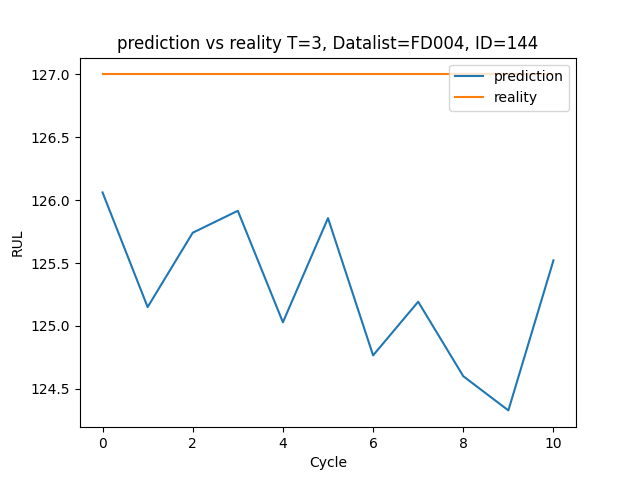 prediction vs reality T=3, Datalist=FD004, ID=144
127.0
126.5
126.0
125.5
125.0
124.5
RUL
prediction
reality
0 2 4 6 8 10
Cycle